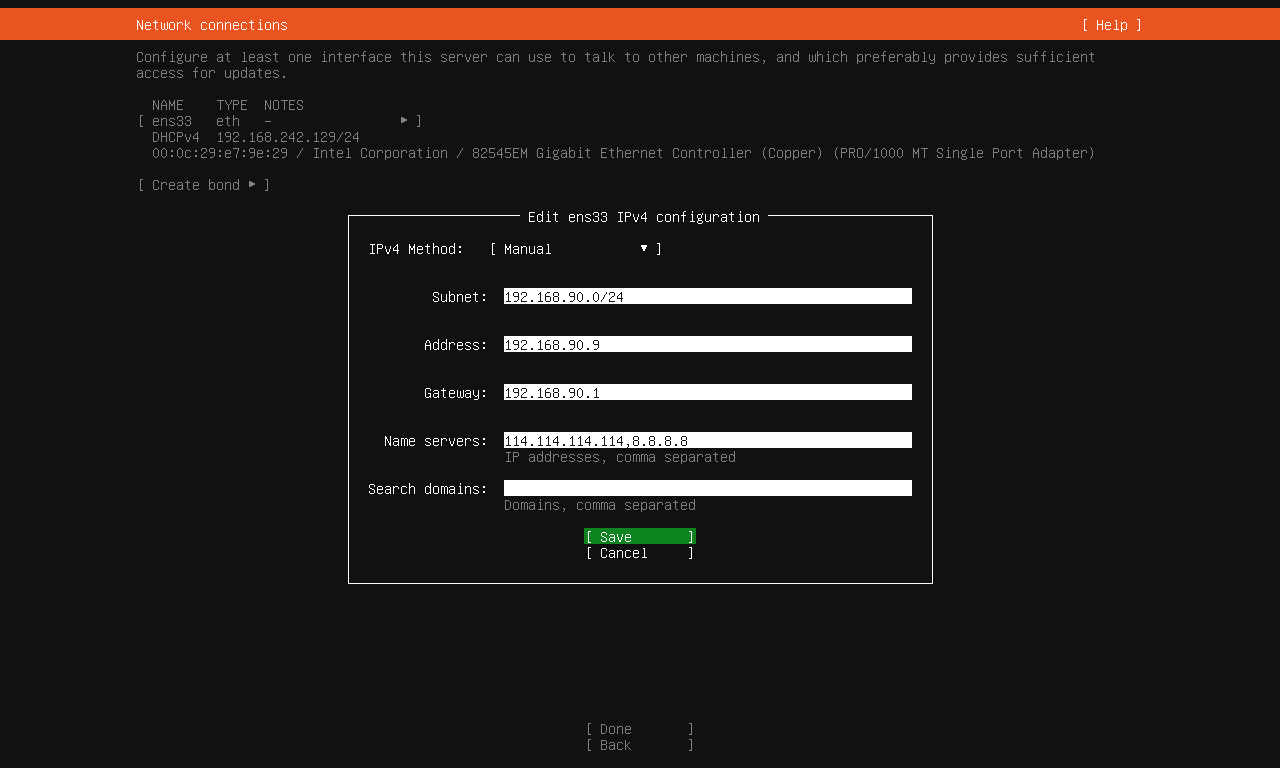 Network connections [ Help ]
Configure at least one interface this server can use to talk to other machines, and which preferably provides sufficient
access for updates.
NAME TYPE NOTES
[ ens33 eth - ▸ ]
DHCPv4 192.168.242.129/24
00:0c:29:e7:9e:29 / Intel Corporation / 82545EM Gigabit Ethernet Controller (Copper) (PRO/1000 MT Single Port Adapter)
[ Create bond ▸ ]
Edit ens33 IPv4 configuration
IPv4 Method: [ Manual ▾ ]
Subnet: 192.168.90.0/24
Address: 192.168.90.9
Gateway: 192.168.90.1
Name servers: 114.114.114.114,8.8.8.8
IP addresses, comma separated
Search domains:
Domains, comma separated
[ Save ]
[ Cancel ]
[ Done ]
[ Back ]